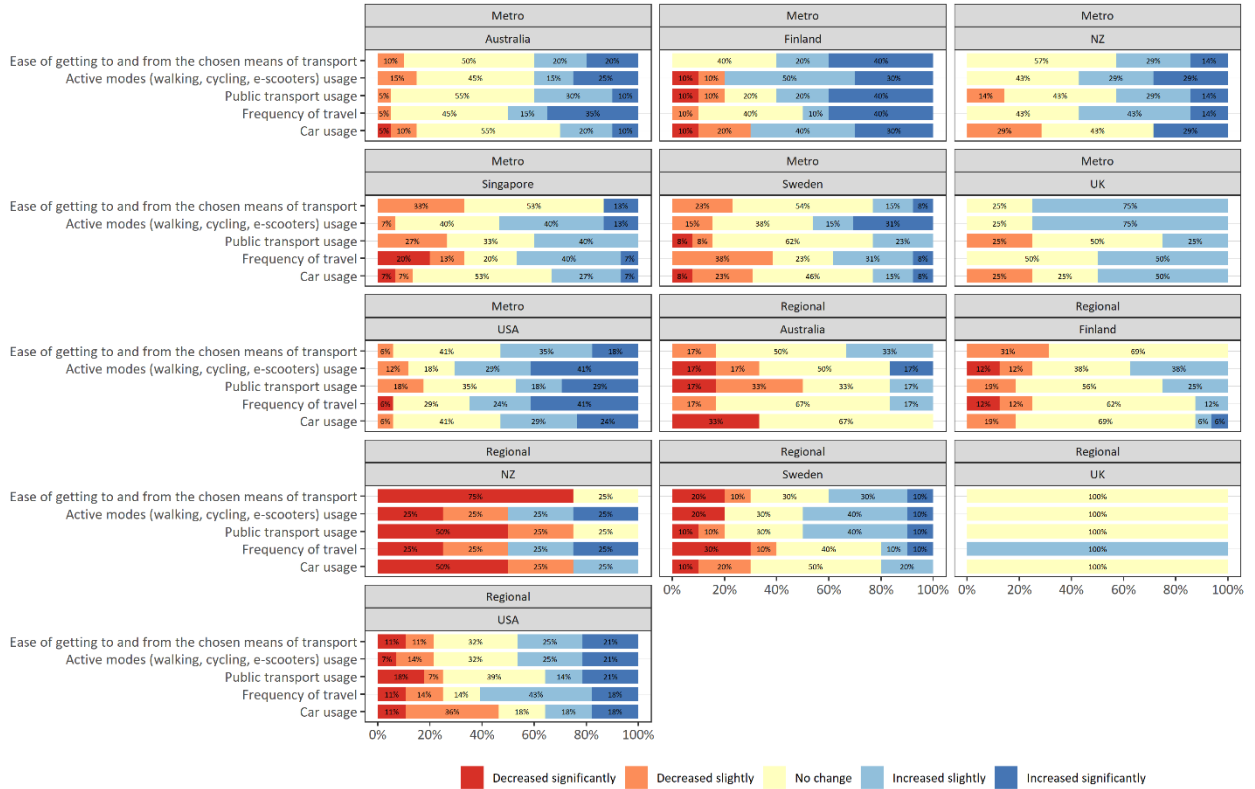 Metro Metro Metro
Australia Finland NZ
Ease of getting to and from the chosen means of transport 10% 50% 20% 20% 40% 20% 40% 57% 29% 14%
Active modes (walking, cycling, e-scooters) usage 15% 45% 15% 25% 10% 10% 50% 30% 43% 29% 29%
Public transport usage 5% 55% 30% 10% 10% 10% 20% 20% 40% 14% 43% 29% 14%
Frequency of travel 5% 45% 15% 35% 10% 40% 10% 40% 43% 43% 14%
Car usage 5% 10% 55% 20% 10% 10% 20% 40% 30% 29% 43% 29%
Metro Metro Metro
Singapore Sweden UK
Ease of getting to and from the chosen means of transport 33% 53% 13% 23% 54% 15% 8% 25% 75%
Active modes (walking, cycling, e-scooters) usage 7% 40% 40% 13% 15% 38% 15% 31% 25% 75%
Public transport usage 27% 33% 40% 8% 8% 62% 23% 25% 50% 25%
Frequency of travel 20% 13% 20% 40% 7% 38% 23% 31% 8% 50% 50%
Car usage 7% 7% 53% 27% 7% 8% 23% 46% 15% 8% 25% 25% 50%
Metro Regional Regional
USA Australia Finland
Ease of getting to and from the chosen means of transport 6% 41% 35% 18% 17% 50% 33% 31% 69%
Active modes (walking, cycling, e-scooters) usage 12% 18% 29% 41% 17% 17% 50% 17% 12% 12% 38% 38%
Public transport usage 18% 35% 18% 29% 17% 33% 33% 17% 19% 56% 25%
Frequency of travel 6% 29% 24% 41% 17% 67% 17% 12% 12% 62% 12%
Car usage 6% 41% 29% 24% 33% 67% 19% 69% 6% 6%
Regional Regional Regional
NZ Sweden UK
Ease of getting to and from the chosen means of transport 75% 25% 20% 10% 30% 30% 10% 100%
Active modes (walking, cycling, e-scooters) usage 25% 25% 25% 25% 20% 30% 40% 10% 100%
Public transport usage 50% 25% 25% 10% 10% 30% 40% 10% 100%
Frequency of travel 25% 25% 25% 25% 30% 10% 40% 10% 10% 100%
Car usage 50% 25% 25% 10% 20% 50% 20% 100%
0% 20% 40% 60% 80% 100% 0% 20% 40% 60% 80% 100%
Regional
USA
Ease of getting to and from the chosen means of transport 11% 11% 32% 25% 21%
Active modes (walking, cycling, e-scooters) usage 7% 14% 32% 25% 21%
Public transport usage 18% 7% 39% 14% 21%
Frequency of travel 11% 14% 14% 43% 18%
Car usage 11% 36% 18% 18% 18%
0% 20% 40% 60% 80% 100%
Decreased significantly Decreased slightly No change Increased slightly Increased significantly